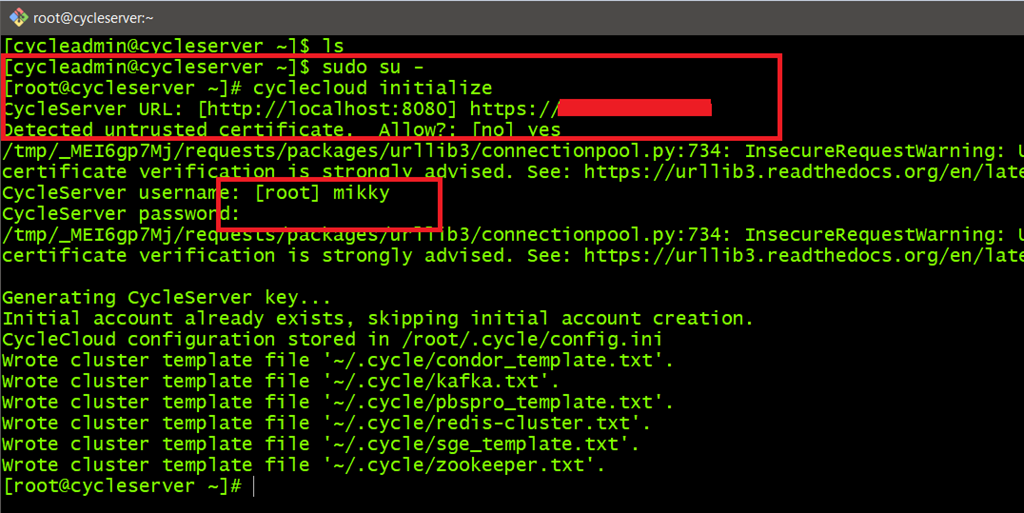 root@cycleserver:~
[cycleadmin@cycleserver ~]$ ls
[cycleadmin@cycleserver ~]$ sudo su -
[root@cycleserver ~]# cyclecloud initialize
CycleServer URL: [http://localhost:8080] https://
Detected untrusted certificate.  Allow?: [no] yes
/tmp/_MEI6gp7Mj/requests/packages/urllib3/connectionpool.py:734: InsecureRequestWarning: U
certificate verification is strongly advised. See: https://urllib3.readthedocs.org/en/late
CycleServer username: [root] mikky
CycleServer password:
/tmp/_MEI6gp7Mj/requests/packages/urllib3/connectionpool.py:734: InsecureRequestWarning: U
certificate verification is strongly advised. See: https://urllib3.readthedocs.org/en/late
Generating CycleServer key...
Initial account already exists, skipping initial account creation.
CycleCloud configuration stored in /root/.cycle/config.ini
Wrote cluster template file '~/.cycle/condor_template.txt'.
Wrote cluster template file '~/.cycle/kafka.txt'.
Wrote cluster template file '~/.cycle/pbspro_template.txt'.
Wrote cluster template file '~/.cycle/redis-cluster.txt'.
Wrote cluster template file '~/.cycle/sge_template.txt'.
Wrote cluster template file '~/.cycle/zookeeper.txt'.
[root@cycleserver ~]#